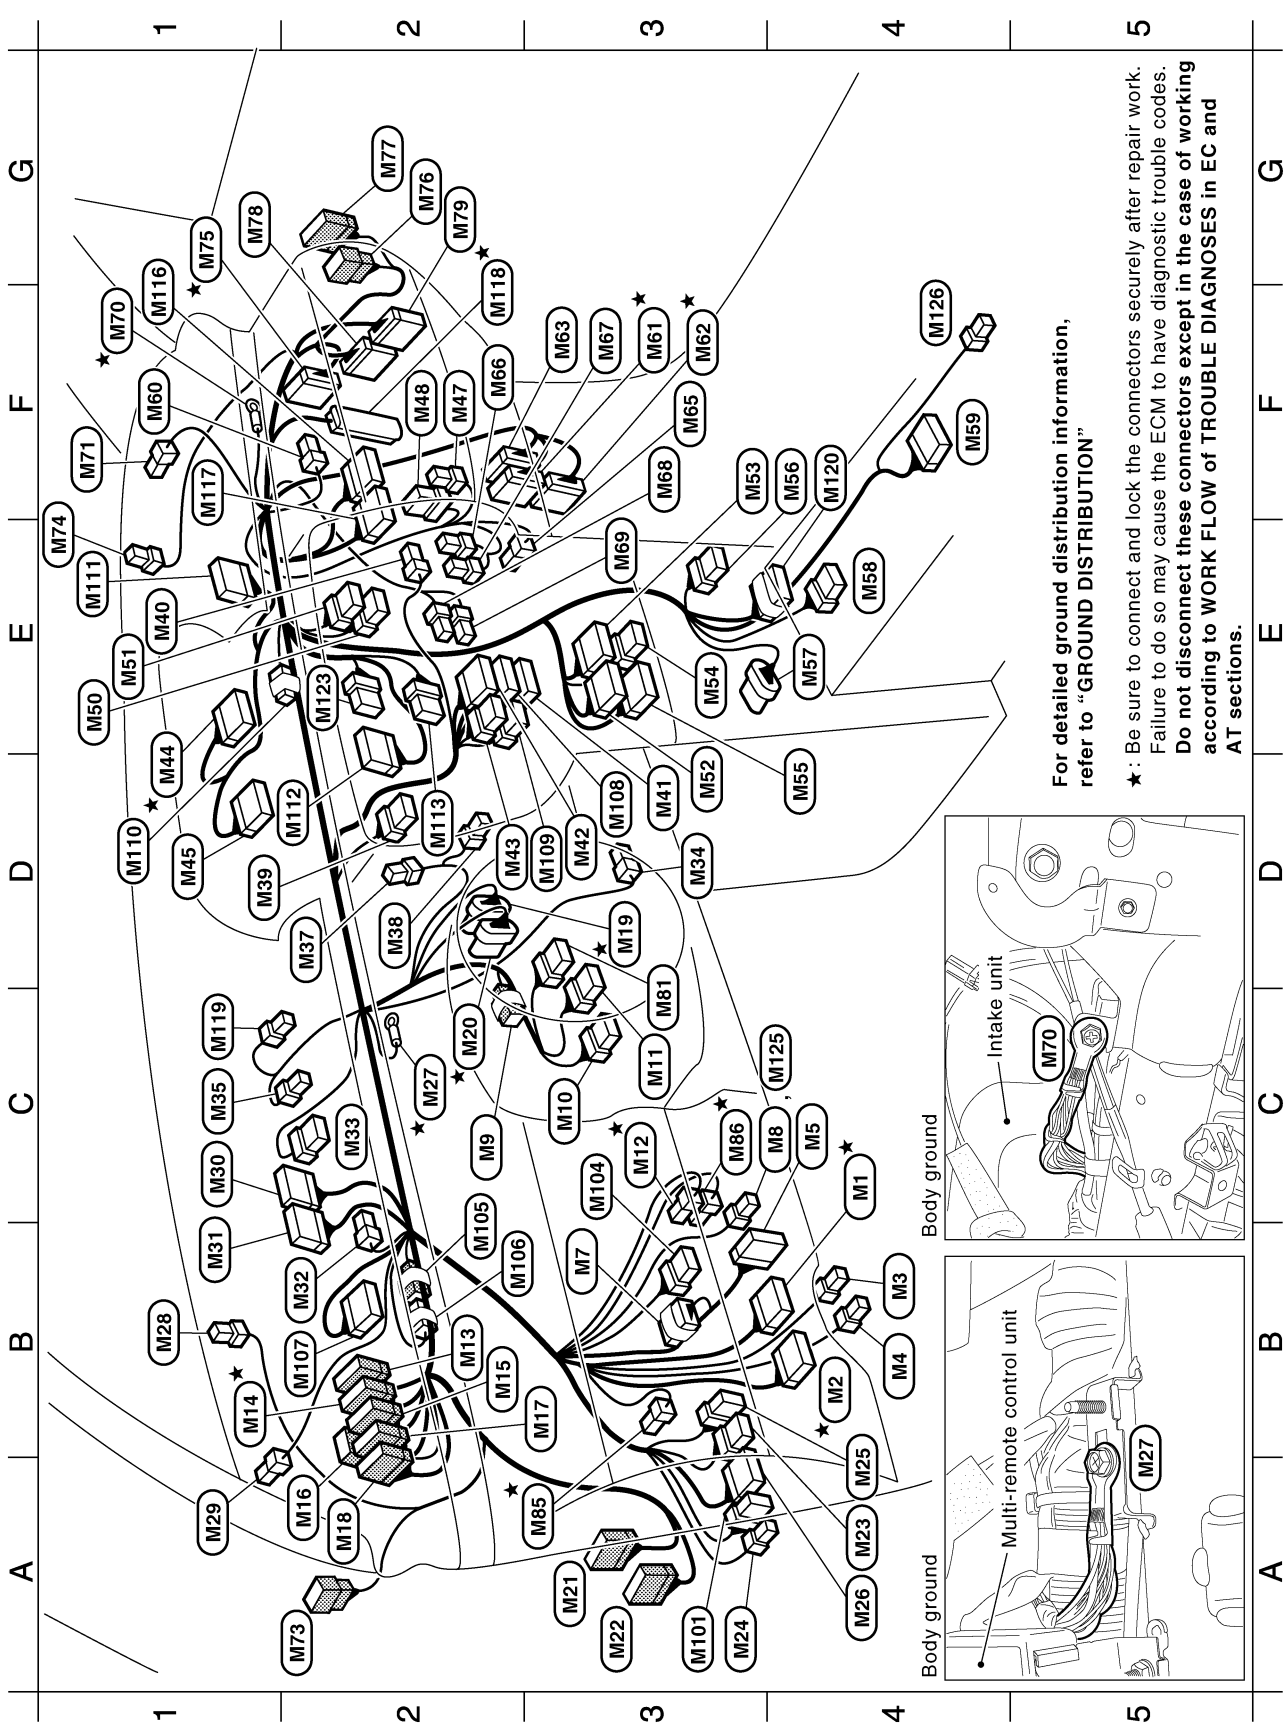 1
2
3
4
5
G
F
E
D
C
B
A
M77
M76
M78
M75
M79
★
M116
★
M70
★
M118
M63
M67
★
M61
★
M62
M126
M60
M48
M47
M66
M65
M71
M117
M68
M53
M56
M120
M59
M74
M111
M40
M69
M58
M51
M50
M123
M54
M57
M44
★
M110
M45
M112
M113
M39
M43
M109
M42
M108
M41
M52
M55
M34
M37
M38
M19
★
M81
M119
M35
M33
M20
★
M27
★
M9
M10
M11
M125
,
M30
M31
M32
M105
M106
M104
M12
★
M86
★
M8
M5
M1
★
M7
M28
M107
M14
★
M13
M15
M17
M3
M4
M2
★
M29
M16
M18
M85
★
M25
M23
M26
M73
M21
M22
M101
M24
For detailed ground distribution information,
refer to “GROUND DISTRIBUTION”
★: Be sure to connect and lock the connectors securely after repair work.
Failure to do so may cause the ECM to have diagnostic trouble codes.
Do not disconnect these connectors except in the case of working
according to WORK FLOW of TROUBLE DIAGNOSES in EC and
AT sections.
Body ground
Multi-remote control unit
M27
Body ground
Intake unit
M70
A
B
C
D
E
F
G
1
2
3
4
5